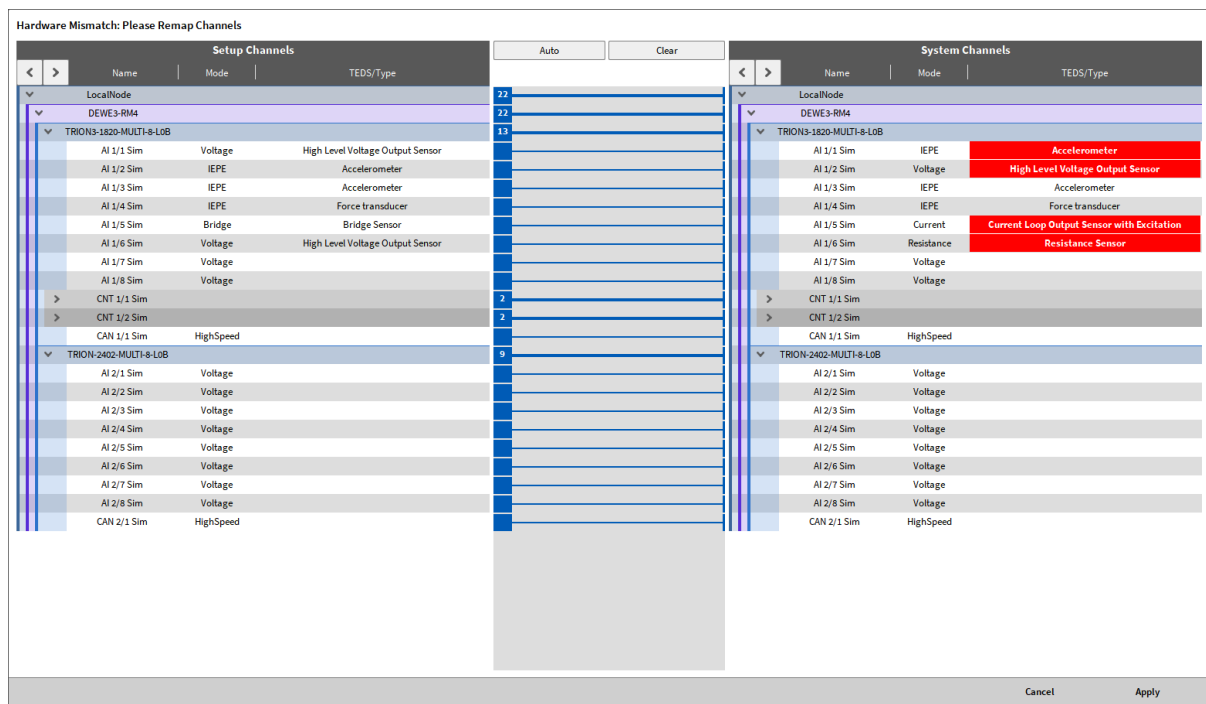 Hardware Mismatch: Please Remap Channels
Setup Channels Auto Clear System Channels
Name Mode TEDS/Type Name Mode TEDS/Type
LocalNode 22 LocalNode
DEWE3-RM4 22 DEWE3-RM4
TRION3-1820-MULTI-8-L0B 13 TRION3-1820-MULTI-8-L0B
AI 1/1 Sim Voltage High Level Voltage Output Sensor AI 1/1 Sim IEPE Accelerometer
AI 1/2 Sim IEPE Accelerometer AI 1/2 Sim Voltage High Level Voltage Output Sensor
AI 1/3 Sim IEPE Accelerometer AI 1/3 Sim IEPE Accelerometer
AI 1/4 Sim IEPE Force transducer AI 1/4 Sim IEPE Force transducer
AI 1/5 Sim Bridge Bridge Sensor AI 1/5 Sim Current Current Loop Output Sensor with Excitation
AI 1/6 Sim Voltage High Level Voltage Output Sensor AI 1/6 Sim Resistance Resistance Sensor
AI 1/7 Sim Voltage AI 1/7 Sim Voltage
AI 1/8 Sim Voltage AI 1/8 Sim Voltage
CNT 1/1 Sim 2 CNT 1/1 Sim
CNT 1/2 Sim 2 CNT 1/2 Sim
CAN 1/1 Sim HighSpeed CAN 1/1 Sim HighSpeed
TRION-2402-MULTI-8-L0B 9 TRION-2402-MULTI-8-L0B
AI 2/1 Sim Voltage AI 2/1 Sim Voltage
AI 2/2 Sim Voltage AI 2/2 Sim Voltage
AI 2/3 Sim Voltage AI 2/3 Sim Voltage
AI 2/4 Sim Voltage AI 2/4 Sim Voltage
AI 2/5 Sim Voltage AI 2/5 Sim Voltage
AI 2/6 Sim Voltage AI 2/6 Sim Voltage
AI 2/7 Sim Voltage AI 2/7 Sim Voltage
AI 2/8 Sim Voltage AI 2/8 Sim Voltage
CAN 2/1 Sim HighSpeed CAN 2/1 Sim HighSpeed
Cancel Apply